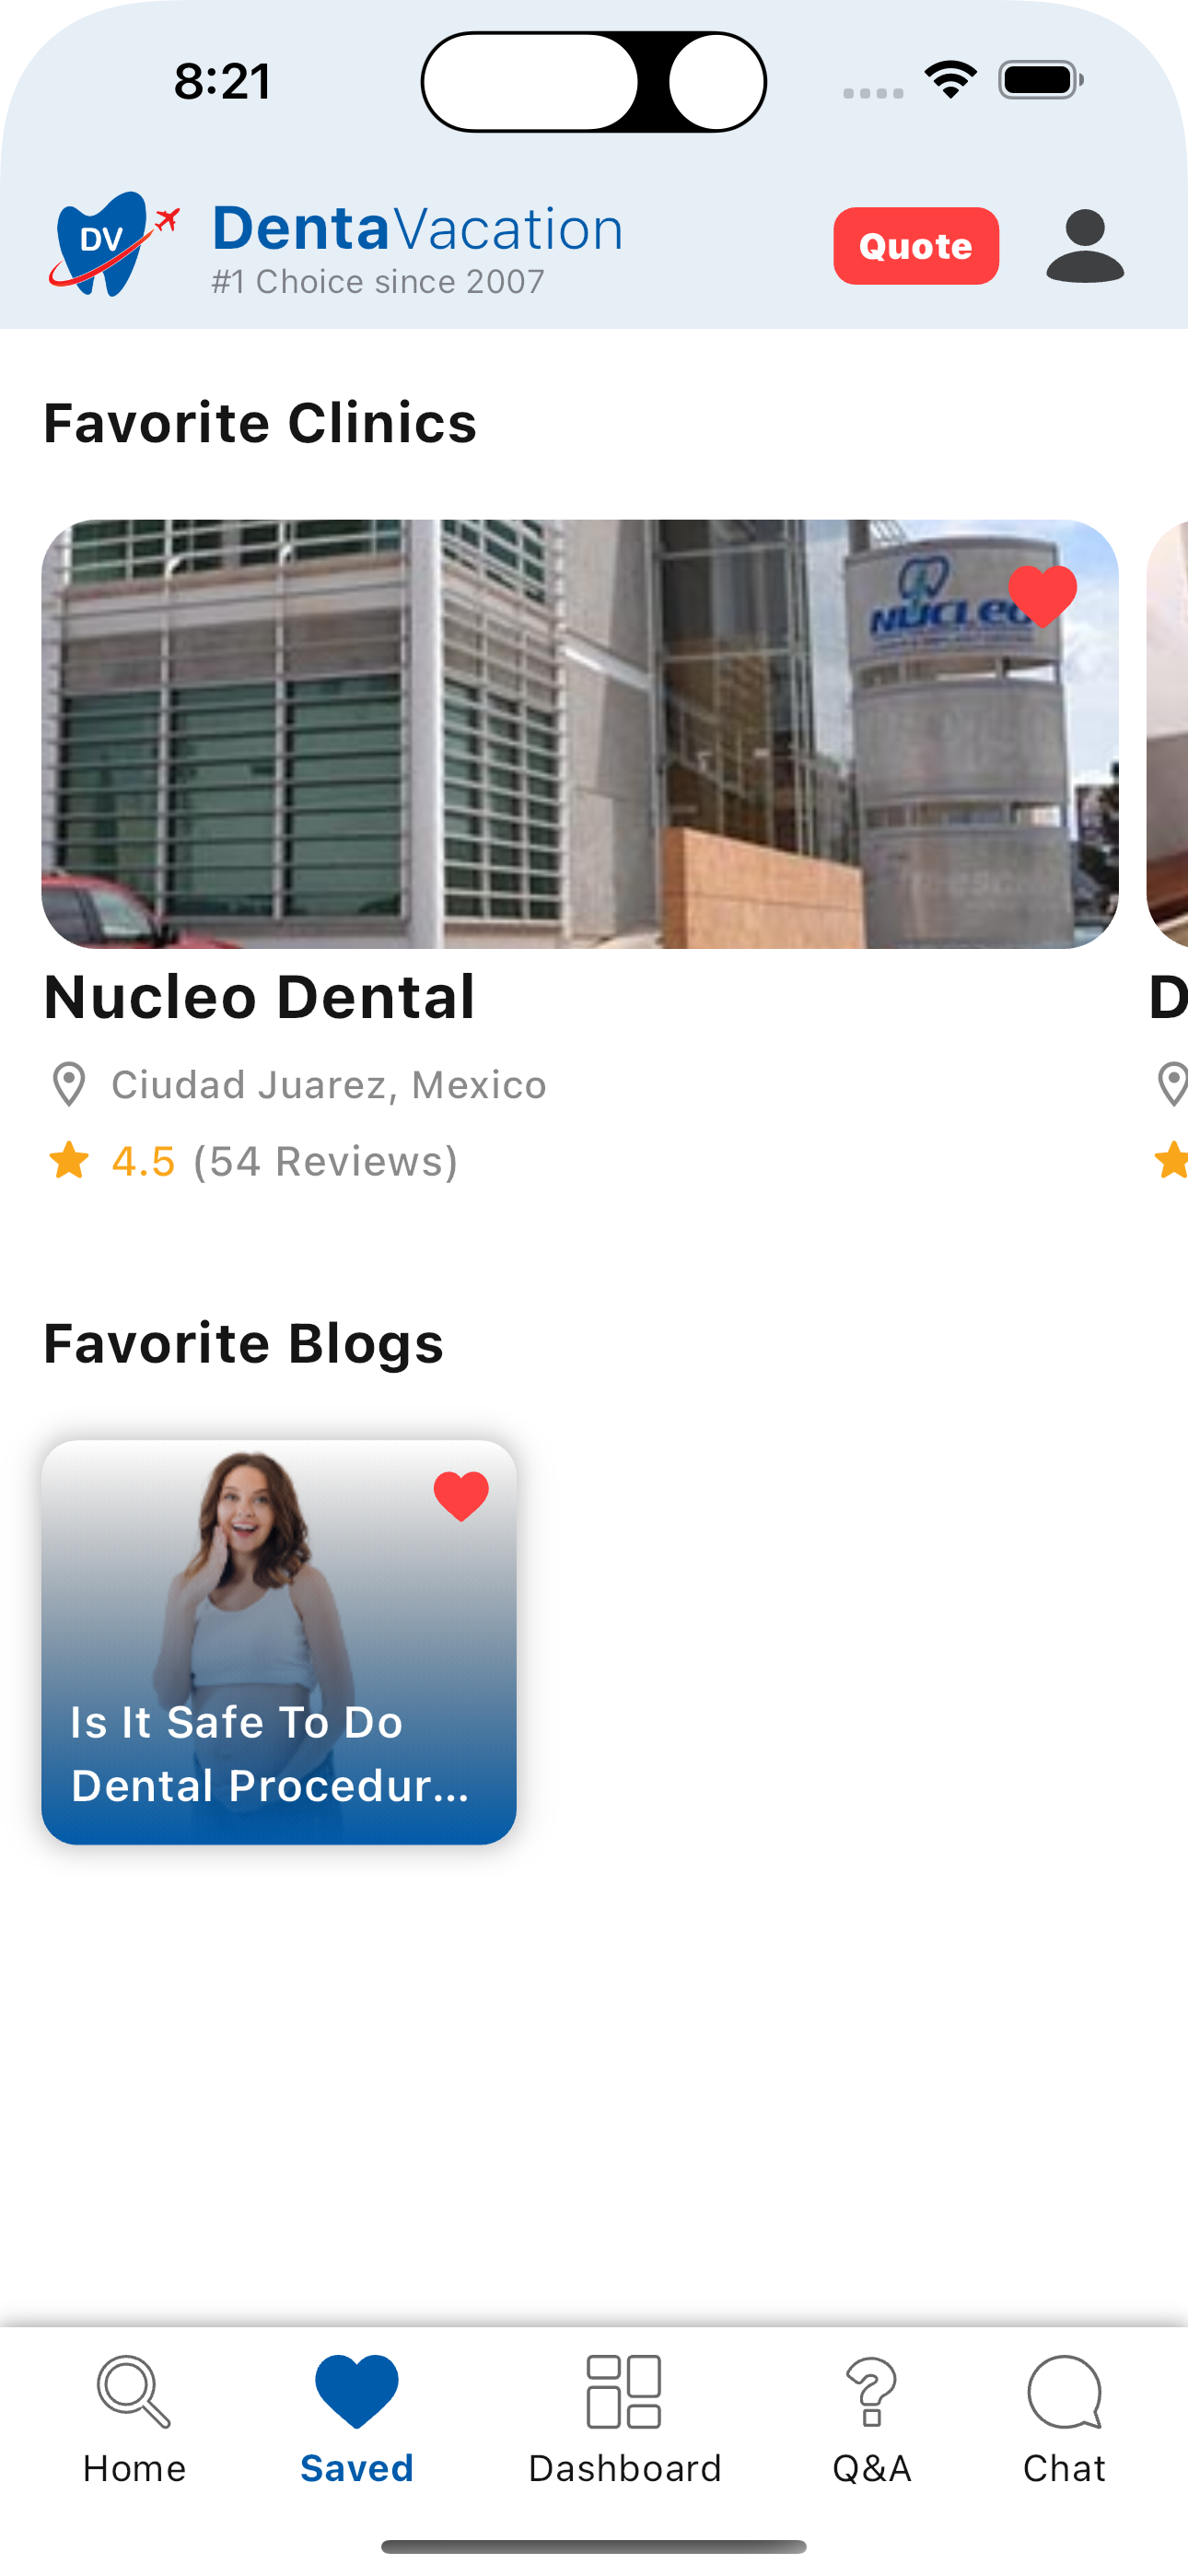 8:21
DV
DentaVacation
#1 Choice since 2007
Quote
Favorite Clinics
NUCLeO
Nucleo Dental
D
Ciudad Juarez, Mexico
4.5 (54 Reviews)
Favorite Blogs
Is It Safe To Do
Dental Procedur...
Home
Saved
Dashboard
Q&A
Chat